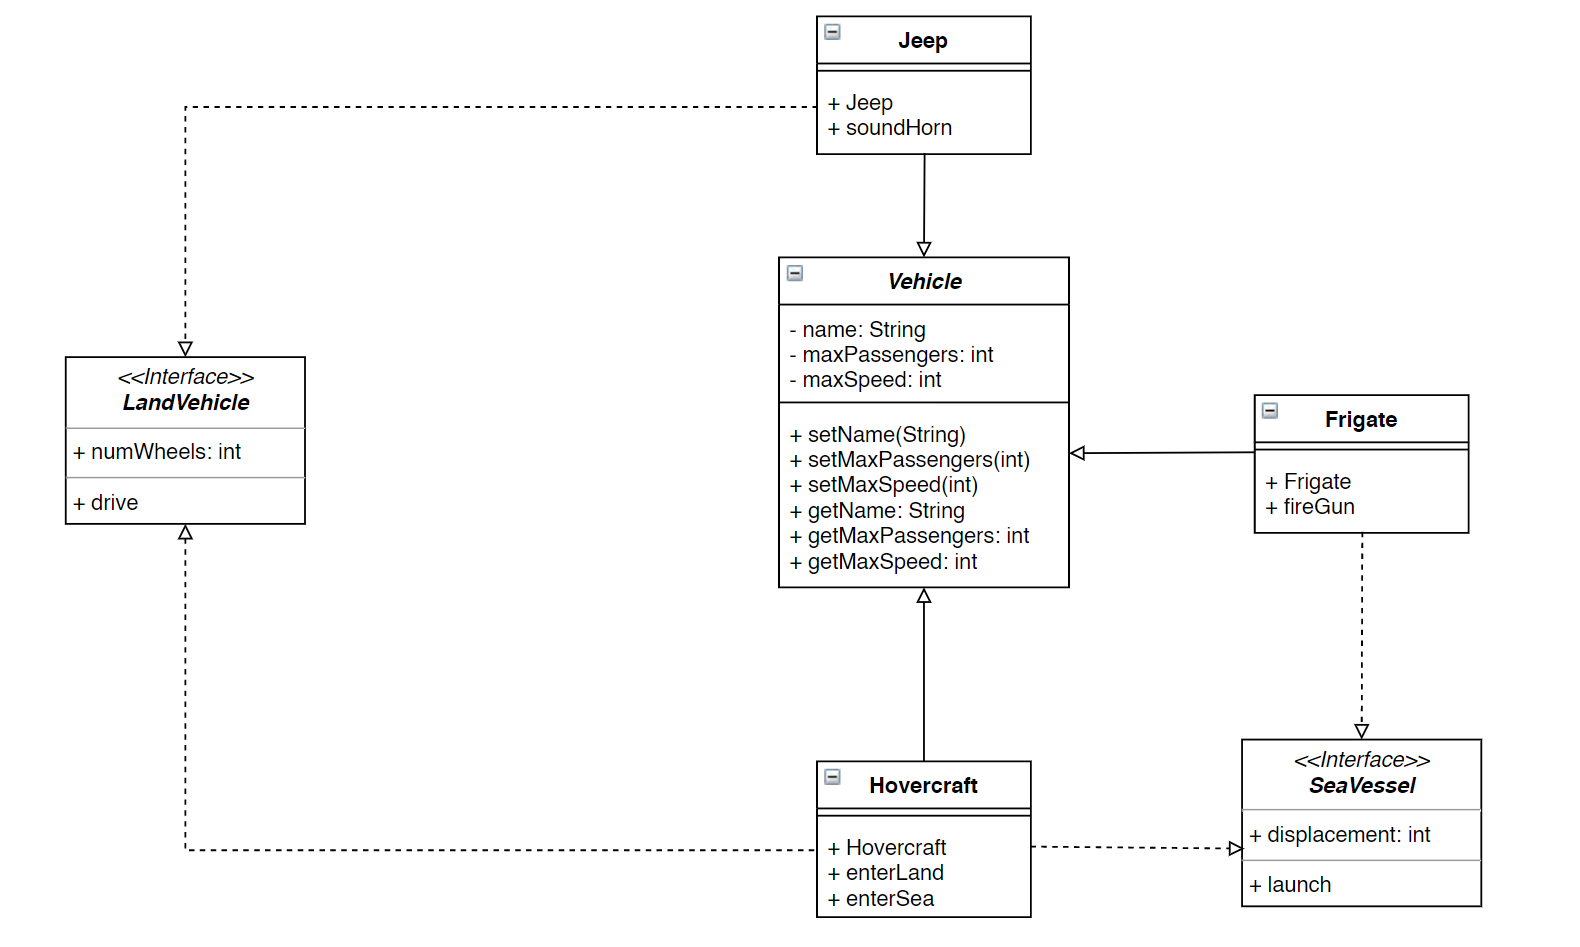 Jeep
+ Jeep
+ soundHorn
Vehicle
- name: String
- maxPassengers: int
- maxSpeed: int
+ setName(String)
+ setMaxPassengers(int)
+ setMaxSpeed(int)
+ getName: String
+ getMaxPassengers: int
+ getMaxSpeed: int
<<Interface>>
LandVehicle
+ numWheels: int
+ drive
Frigate
+ Frigate
+ fireGun
Hovercraft
+ Hovercraft
+ enterLand
+ enterSea
<<Interface>>
SeaVessel
+ displacement: int
+ launch